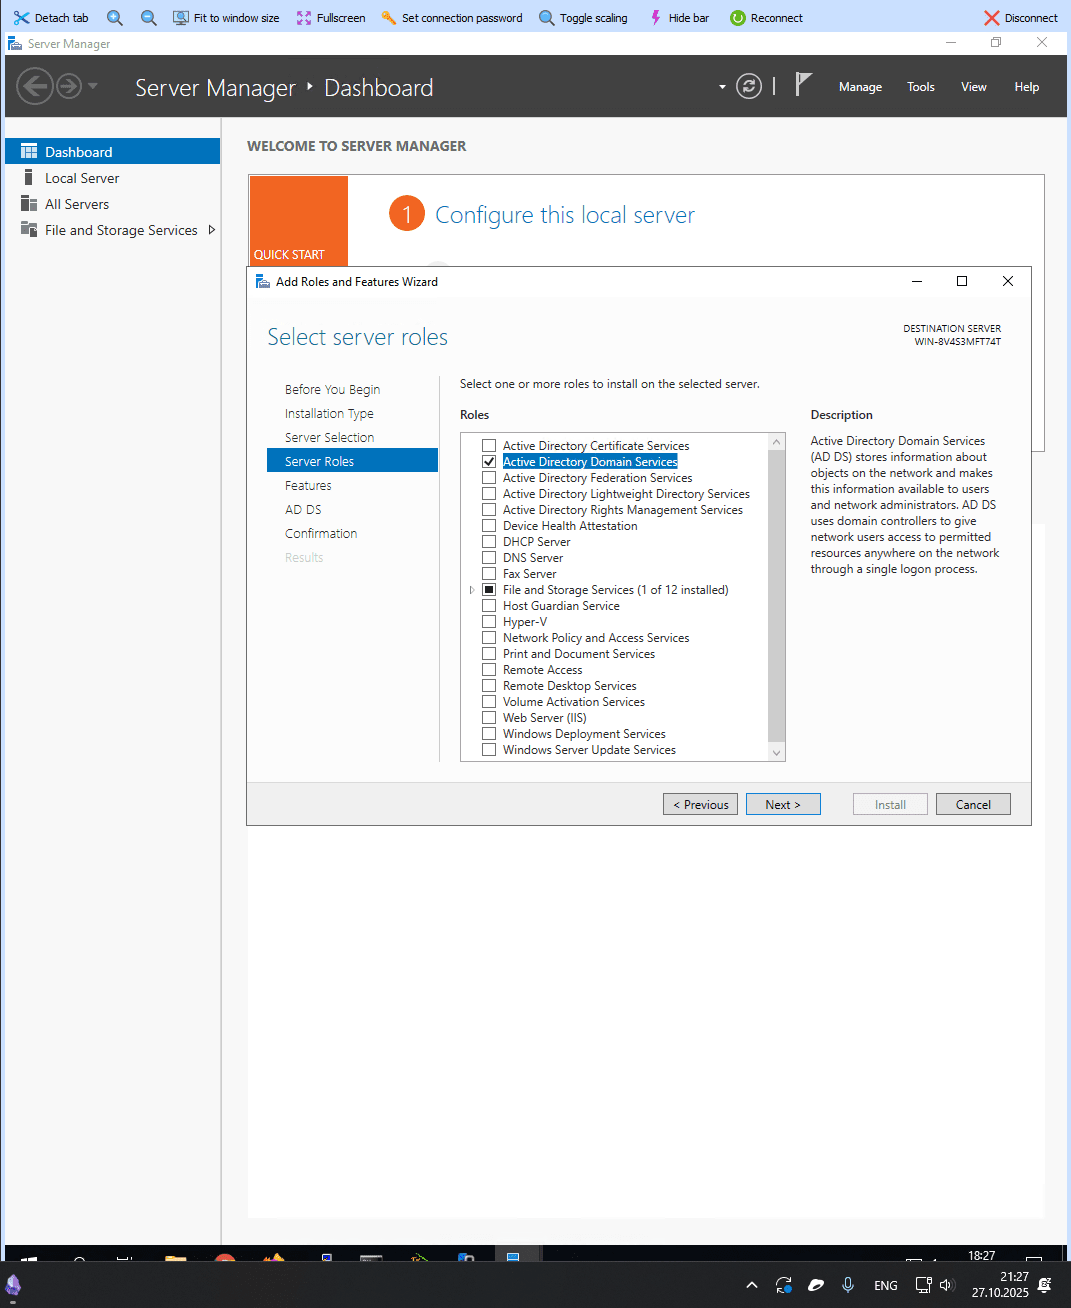 Detach tab
Fit to window size
Fullscreen
Set connection password
Toggle scaling
Hide bar
Reconnect
Disconnect
Server Manager
Server Manager
Dashboard
Manage
Tools
View
Help
Dashboard
Local Server
All Servers
File and Storage Services
WELCOME TO SERVER MANAGER
QUICK START
1
Configure this local server
Add Roles and Features Wizard
Select server roles
DESTINATION SERVER
WIN-8V4S3MFT74T
Before You Begin
Installation Type
Server Selection
Server Roles
Features
AD DS
Confirmation
Results
Select one or more roles to install on the selected server.
Roles
Active Directory Certificate Services
Active Directory Domain Services
Active Directory Federation Services
Active Directory Lightweight Directory Services
Active Directory Rights Management Services
Device Health Attestation
DHCP Server
DNS Server
Fax Server
File and Storage Services (1 of 12 installed)
Host Guardian Service
Hyper-V
Network Policy and Access Services
Print and Document Services
Remote Access
Remote Desktop Services
Volume Activation Services
Web Server (IIS)
Windows Deployment Services
Windows Server Update Services
Description
Active Directory Domain Services
(AD DS) stores information about
objects on the network and makes
this information available to users
and network administrators. AD DS
uses domain controllers to give
network users access to permitted
resources anywhere on the network
through a single logon process.
< Previous
Next >
Install
Cancel
18:27
ENG
21:27
27.10.2025